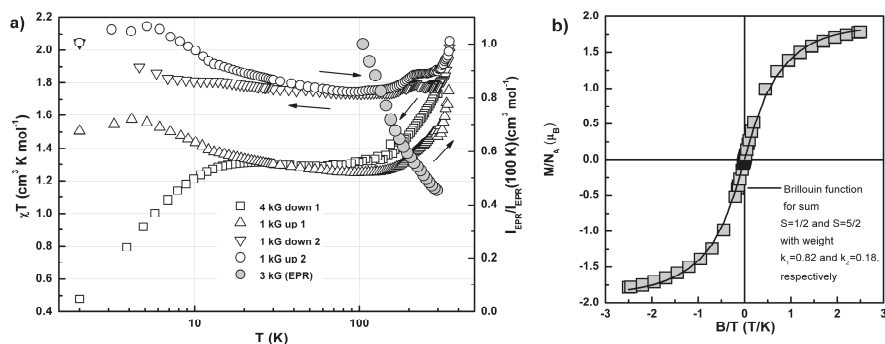 a)
χT (cm³ K mol⁻¹)
2.2
2.0
1.8
1.6
1.4
1.2
1.0
0.8
0.6
0.4
10
100
T (K)
4 kG down 1
1 kG up 1
1 kG down 2
1 kG up 2
3 kG (EPR)
1.0
0.8
0.6
0.4
0.2
0.0
I_EPR/I_EPR(100 K)(cm³ mol⁻¹)
b)
M/N_A (μ_B)
2.0
1.5
1.0
0.5
0.0
-0.5
-1.0
-1.5
-2.0
-3
-2
-1
0
1
2
3
B/T (T/K)
Brillouin function
for sum
S=1/2 and S=5/2
with weight
k₁=0.82 and k₂=0.18,
respectively